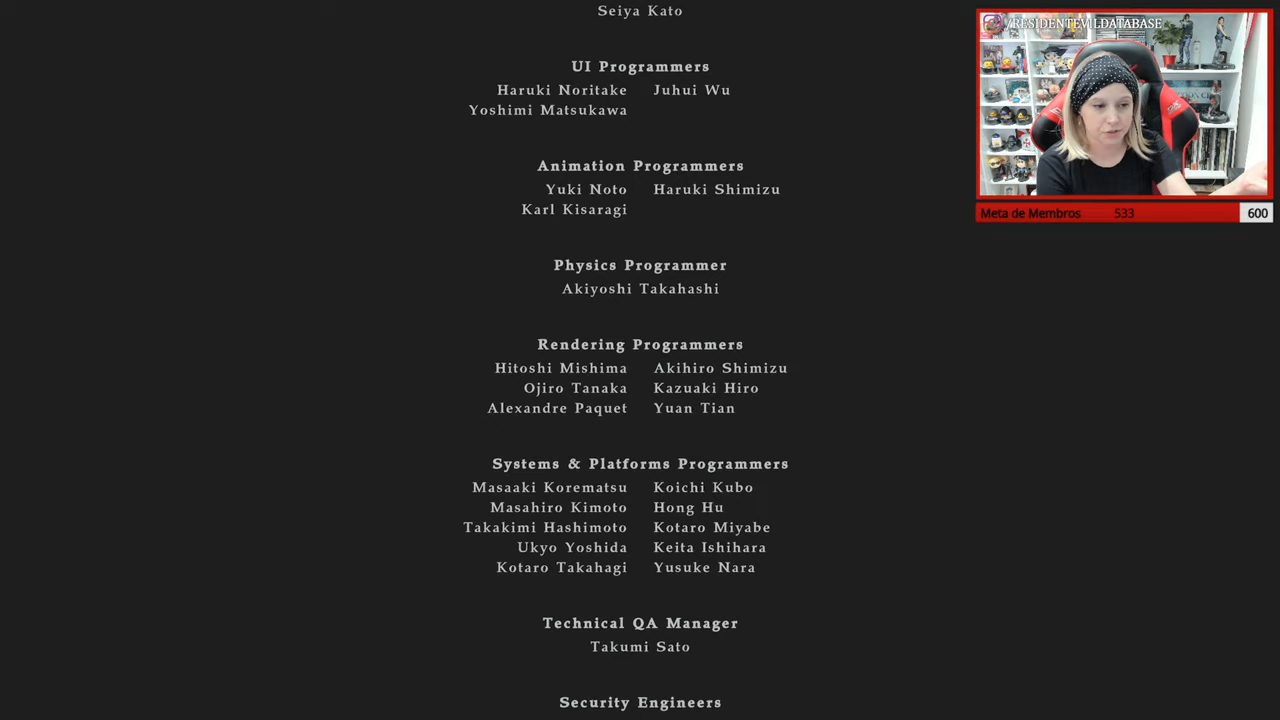 Seiya Kato
UI Programmers
Haruki Noritake Juhui Wu
Yoshimi Matsukawa
Animation Programmers
Yuki Noto Haruki Shimizu
Karl Kisaragi
Physics Programmer
Akiyoshi Takahashi
Rendering Programmers
Hitoshi Mishima Akihiro Shimizu
Ojiro Tanaka Kazuaki Hiro
Alexandre Paquet Yuan Tian
Systems & Platforms Programmers
Masaaki Korematsu Koichi Kubo
Masahiro Kimoto Hong Hu
Takakimi Hashimoto Kotaro Miyabe
Ukyo Yoshida Keita Ishihara
Kotaro Takahagi Yusuke Nara
Technical QA Manager
Takumi Sato
Security Engineers
/RESIDENTEVILDATABASE
Meta de Membros 533 600